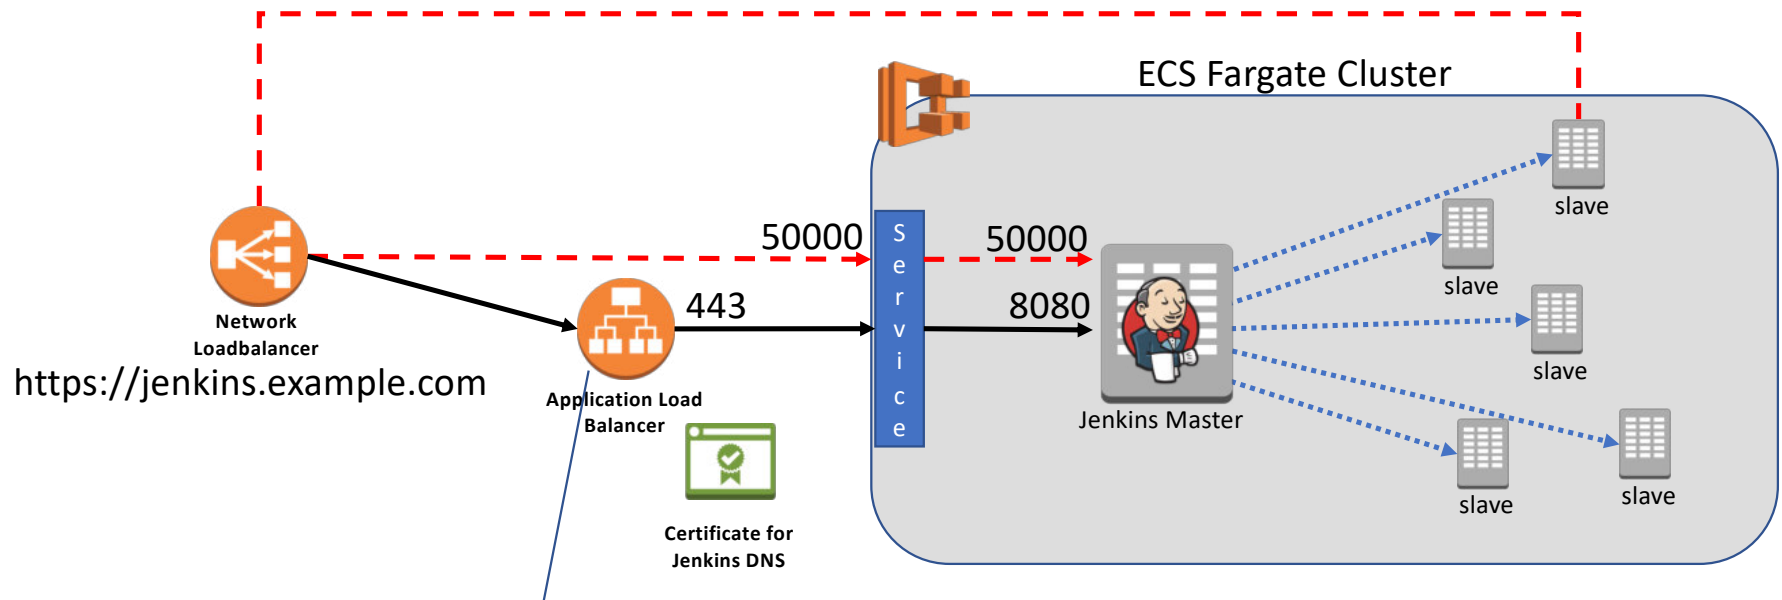 ECS Fargate Cluster
slave
slave
slave
slave
slave
50000
50000
443
8080
Service
Jenkins Master
Network
Loadbalancer
https://jenkins.example.com
Application Load
Balancer
Certificate for
Jenkins DNS